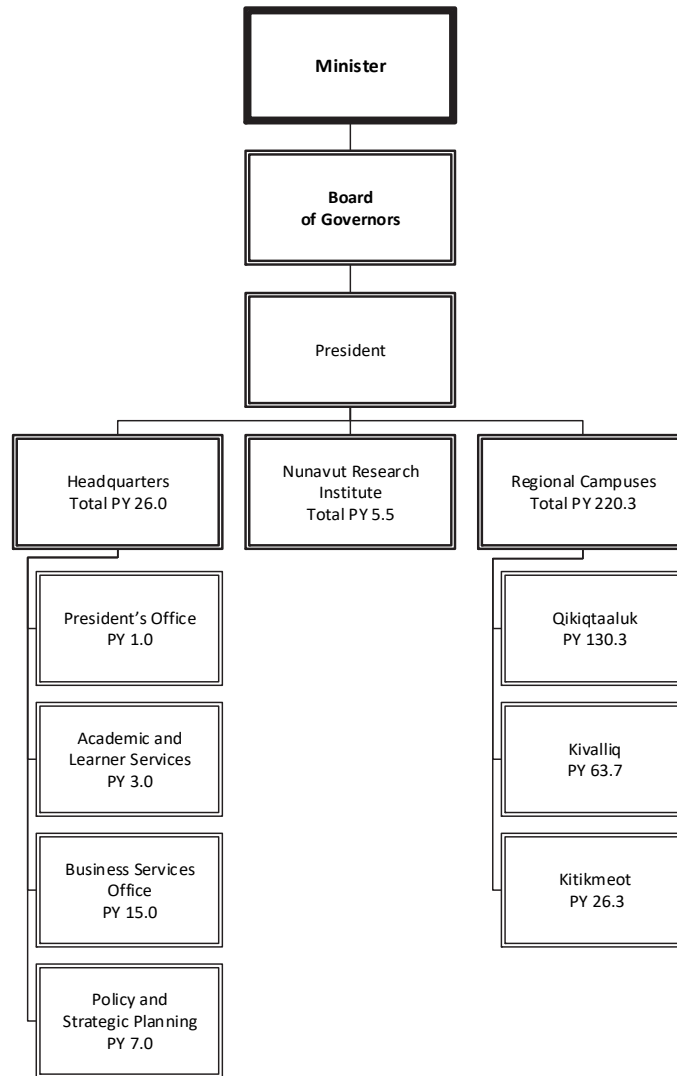 Minister
Board
of Governors
President
Headquarters
Total PY 26.0
Nunavut Research
Institute
Total PY 5.5
Regional Campuses
Total PY 220.3
President’s Office
PY 1.0
Academic and
Learner Services
PY 3.0
Business Services
Office
PY 15.0
Policy and
Strategic Planning
PY 7.0
Qikiqtaaluk
PY 130.3
Kivalliq
PY 63.7
Kitikmeot
PY 26.3